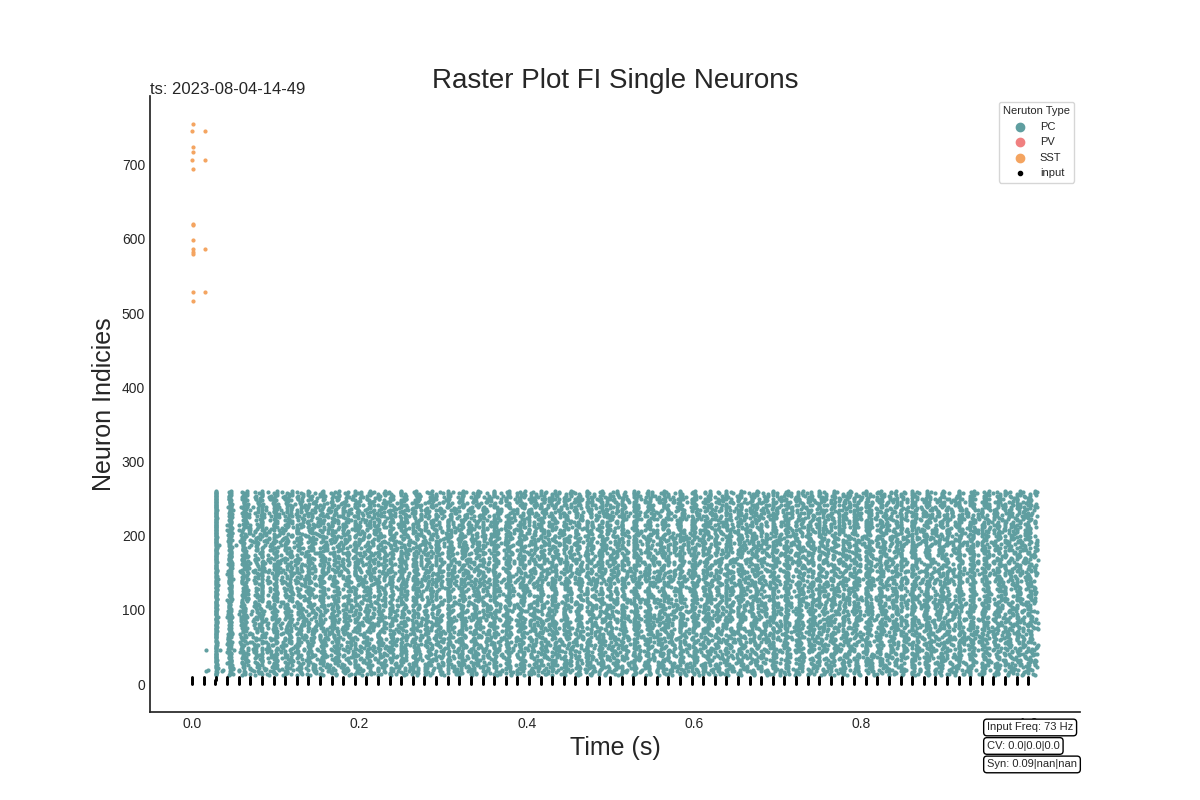 Raster Plot FI Single Neurons
ts: 2023-08-04-14-49
Neruton Type
PC
PV
SST
input
700
600
500
400
300
200
100
0
Neuron Indicies
0.0 0.2 0.4 0.6 0.8
Time (s)
Input Freq: 73 Hz
CV: 0.0|0.0|0.0
Syn: 0.09|nan|nan